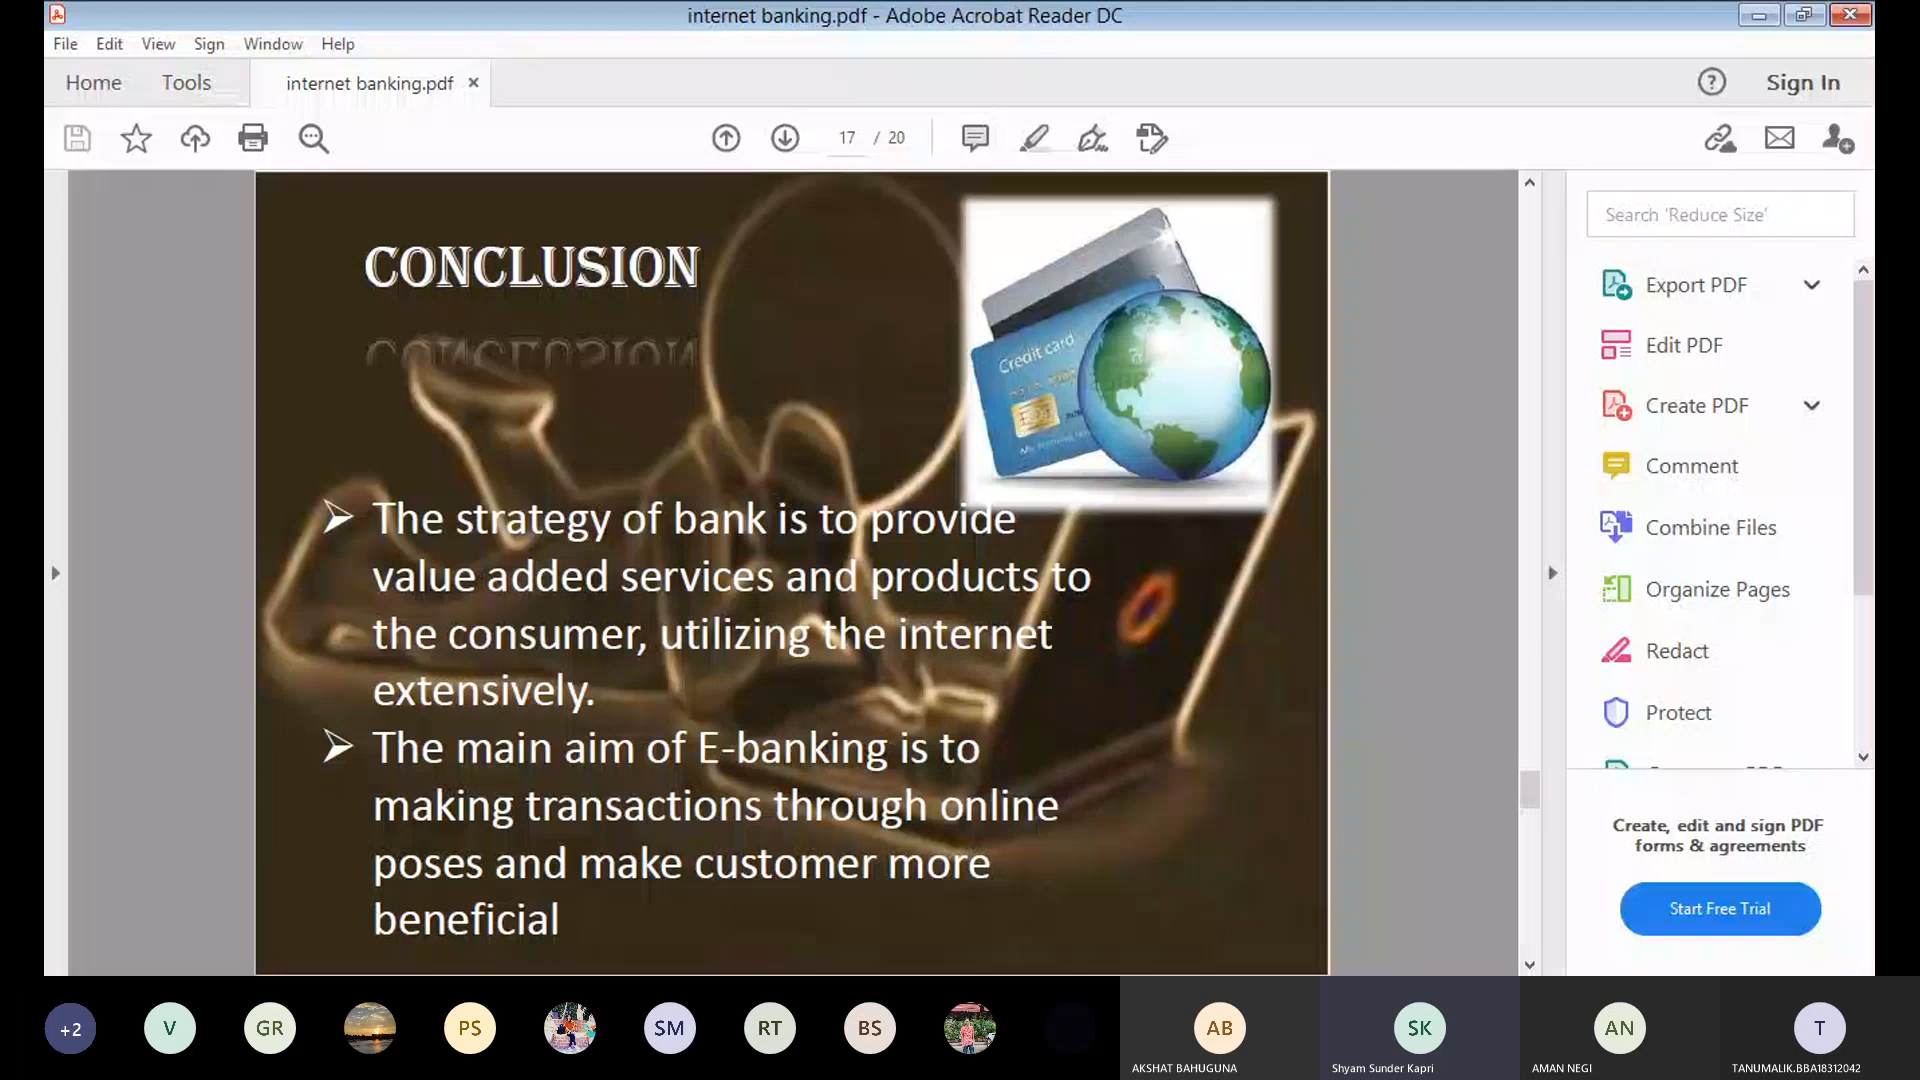 internet banking.pdf - Adobe Acrobat Reader DC
File Edit View Sign Window Help
Home Tools internet banking.pdf × ? Sign In
17 / 20
CONCLUSION
Credit card
The strategy of bank is to provide
value added services and products to
the consumer, utilizing the internet
extensively.
The main aim of E-banking is to
making transactions through online
poses and make customer more
beneficial
Search 'Reduce Size'
Export PDF
Edit PDF
Create PDF
Comment
Combine Files
Organize Pages
Redact
Protect
Create, edit and sign PDF
forms & agreements
Start Free Trial
+2 V GR PS SM RT BS AB SK AN T
AKSHAT BAHUGUNA Shyam Sunder Kapri AMAN NEGI TANUMALIK.BBA18312042